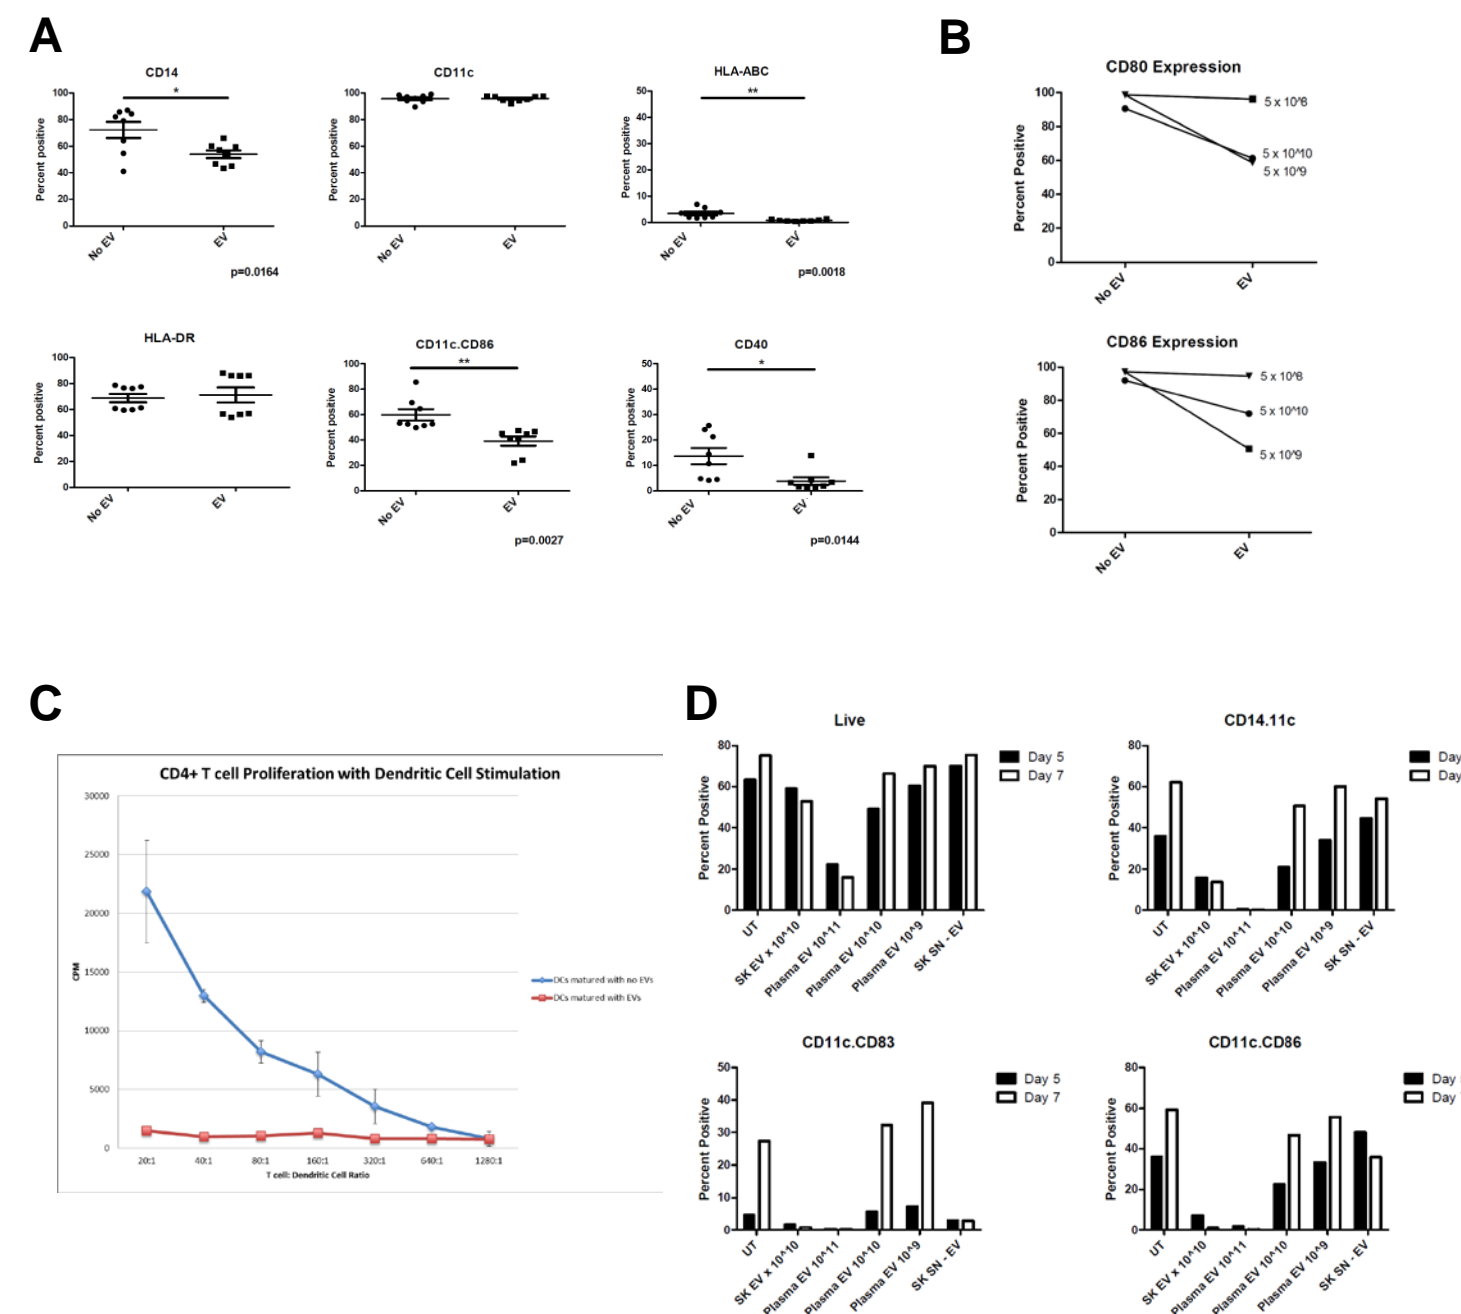 A
B
CD14
CD11c
HLA-ABC
CD80 Expression
*
**
Percent positive
100
80
60
40
20
0
No EV
EV
p=0.0164
Percent positive
100
80
60
40
20
0
No EV
EV
Percent positive
50
40
30
20
10
0
No EV
EV
p=0.0018
Percent Positive
100
80
60
40
20
0
5 x 10^10
5 x 10^9
No EV
EV
HLA-DR
CD11c.CD86
CD40
CD86 Expression
Percent positive
100
80
60
40
20
0
No EV
EV
**
Percent positive
100
80
60
40
20
0
No EV
EV
p=0.0027
*
Percent positive
50
40
30
20
10
0
No EV
EV
p=0.0144
Percent Positive
100
80
60
40
20
0
5 x 10^10
5 x 10^9
No EV
EV
C
D
CD4+ T cell Proliferation with Dendritic Cell Stimulation
CPM
30000
25000
20000
15000
10000
5000
0
20:1
40:1
80:1
160:1
320:1
640:1
1280:1
T cell: Dendritic Cell Ratio
DCs matured with no EVs
DCs matured with EVs
Live
Percent Positive
80
60
40
20
0
UT
SK EV x 10^10
Plasma EV 10^11
Plasma EV 10^10
Plasma EV 10^9
SK SN - EV
Day 5
Day 7
CD14.11c
Percent Positive
80
60
40
20
0
UT
SK EV x 10^10
Plasma EV 10^11
Plasma EV 10^10
Plasma EV 10^9
SK SN - EV
Day
Day
CD11c.CD83
Percent Positive
50
40
30
20
10
0
UT
SK EV x 10^10
Plasma EV 10^11
Plasma EV 10^10
Plasma EV 10^9
SK SN - EV
Day 5
Day 7
CD11c.CD86
Percent Positive
80
60
40
20
0
UT
SK EV x 10^10
Plasma EV 10^11
Plasma EV 10^10
Plasma EV 10^9
SK SN - EV
Day
Day